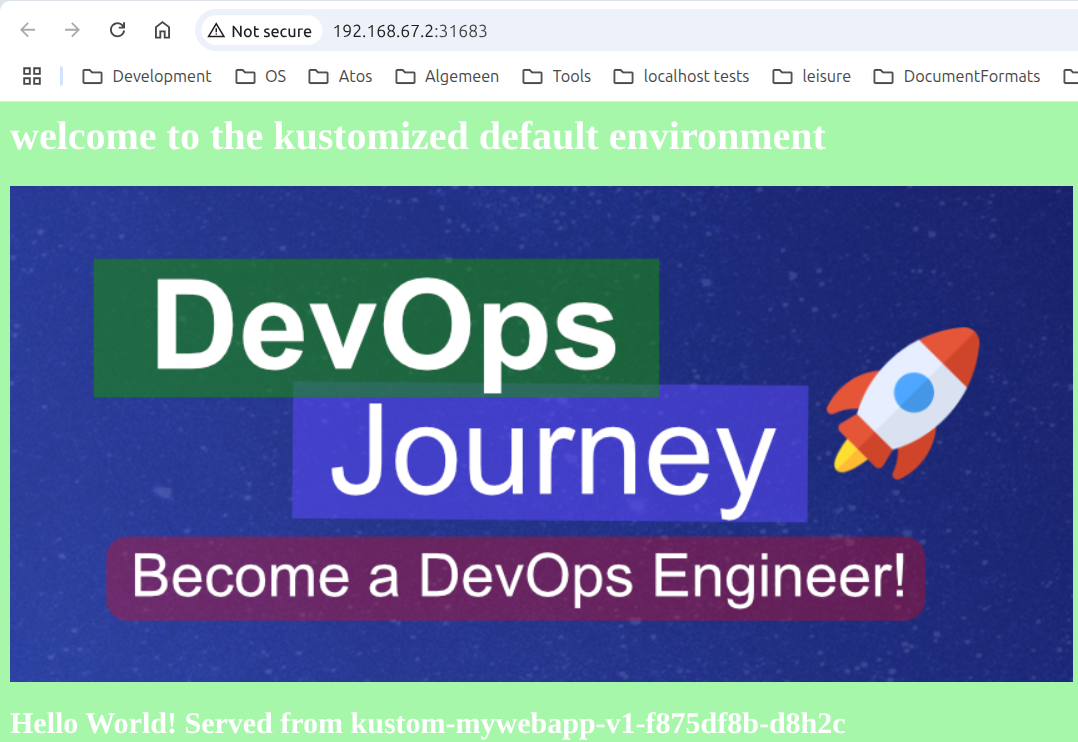 Not secure 192.168.67.2:31683
Development OS Atos Algemeen Tools localhost tests leisure DocumentFormats
welcome to the kustomized default environment
DevOps
Journey
Become a DevOps Engineer!
Hello World! Served from kustom-mywebapp-v1-f875df8b-d8h2c